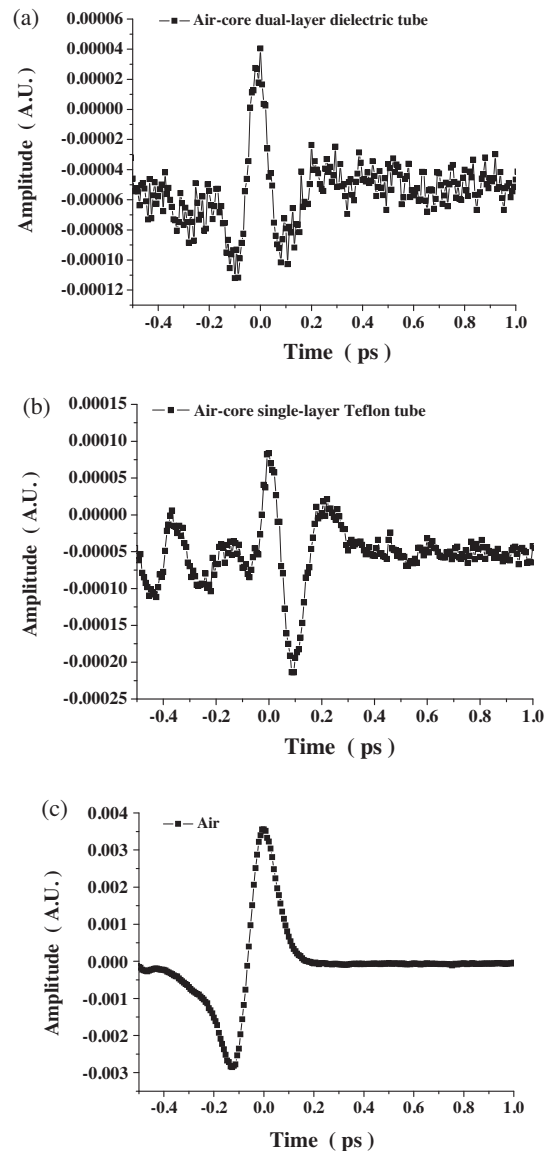 (a)
Air-core dual-layer dielectric tube
0.00006
0.00004
0.00002
0.00000
-0.00002
-0.00004
-0.00006
-0.00008
-0.00010
-0.00012
Amplitude ( A.U. )
-0.4 -0.2 0.0 0.2 0.4 0.6 0.8 1.0
Time ( ps )
(b)
Air-core single-layer Teflon tube
0.00015
0.00010
0.00005
0.00000
-0.00005
-0.00010
-0.00015
-0.00020
-0.00025
Amplitude ( A.U. )
-0.4 -0.2 0.0 0.2 0.4 0.6 0.8 1.0
Time ( ps )
(c)
Air
0.004
0.003
0.002
0.001
0.000
-0.001
-0.002
-0.003
Amplitude ( A.U. )
-0.4 -0.2 0.0 0.2 0.4 0.6 0.8 1.0
Time ( ps )